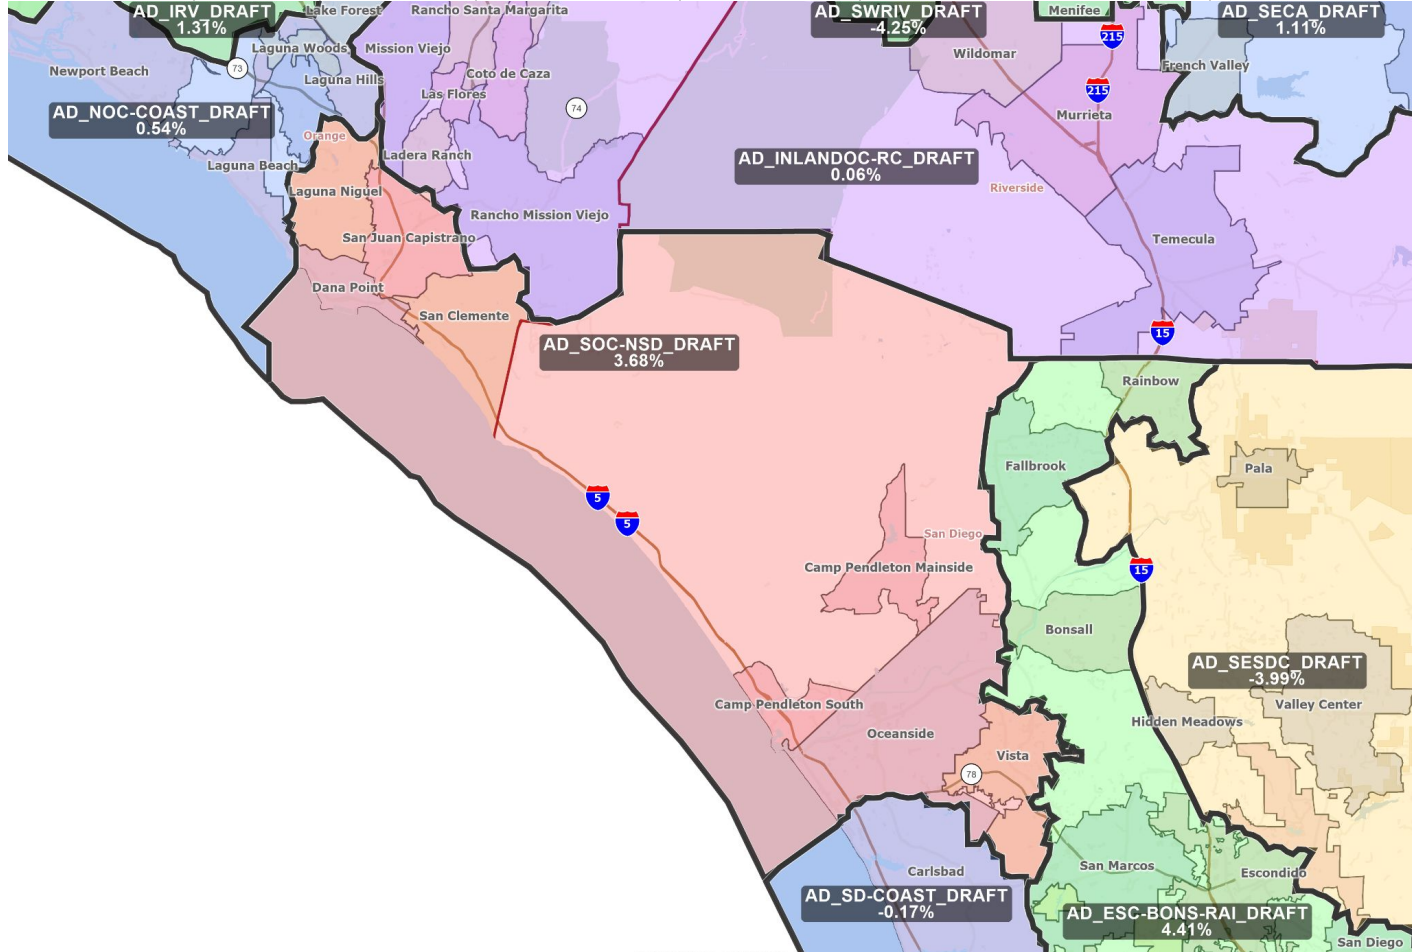 AD_IRV_DRAFT
1.31%
Lake Forest
Rancho Santa Margarita
AD_SWRIV_DRAFT
-4.25%
Menifee
AD_SECA_DRAFT
1.11%
215
Laguna Woods
Mission Viejo
Wildomar
Newport Beach
73
Laguna Hills
Coto de Caza
French Valley
Las Flores
215
74
AD_NOC-COAST_DRAFT
0.54%
Murrieta
Orange
Laguna Beach
Ladera Ranch
AD_INLANDOC-RC_DRAFT
0.06%
Laguna Niguel
Riverside
Rancho Mission Viejo
San Juan Capistrano
Temecula
Dana Point
San Clemente
15
AD_SOC-NSD_DRAFT
3.68%
Rainbow
Fallbrook
Pala
5
5
San Diego
Camp Pendleton Mainside
15
Bonsall
AD_SESDC_DRAFT
-3.99%
Camp Pendleton South
Valley Center
Hidden Meadows
Oceanside
Vista
78
San Marcos
Carlsbad
Escondido
AD_SD-COAST_DRAFT
-0.17%
AD_ESC-BONS-RAI_DRAFT
4.41%
San Diego